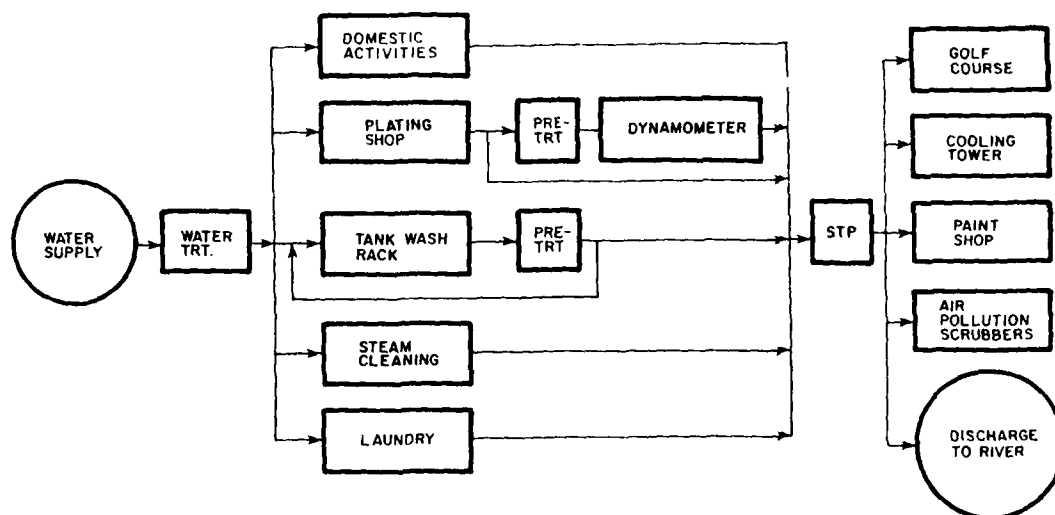 WATER
SUPPLY
WATER
TRT.
DOMESTIC
ACTIVITIES
PLATING
SHOP
PRE-
TRT
DYNAMOMETER
TANK WASH
RACK
PRE-
TRT
STEAM
CLEANING
LAUNDRY
STP
GOLF
COURSE
COOLING
TOWER
PAINT
SHOP
AIR
POLLUTION
SCRUBBERS
DISCHARGE
TO RIVER